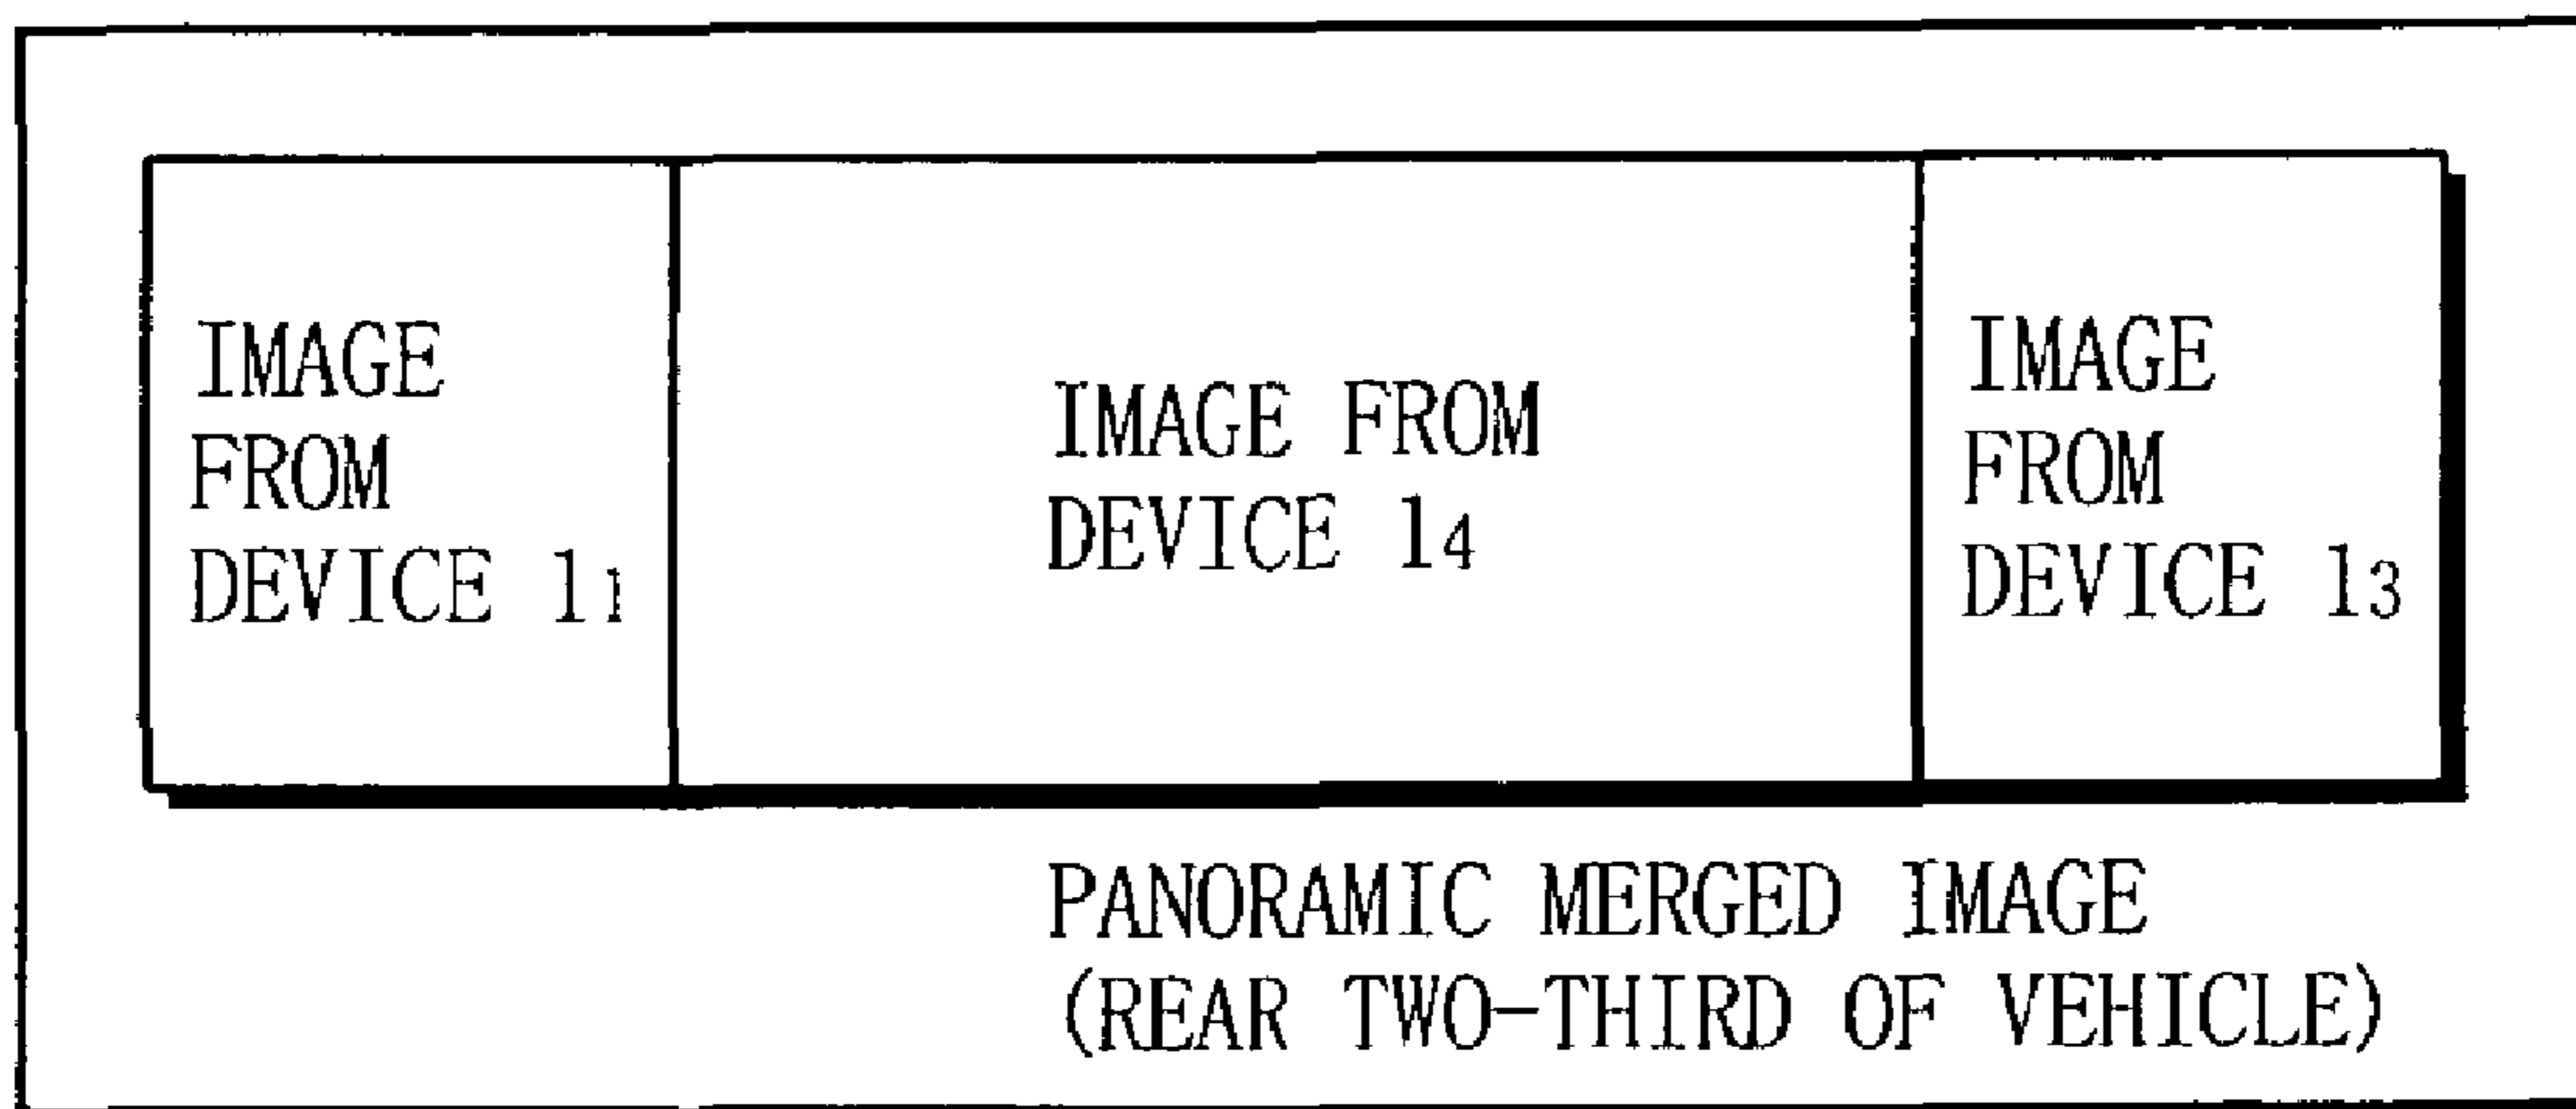 IMAGE
FROM
DEVICE 1₁
IMAGE FROM
DEVICE 1₄
IMAGE
FROM
DEVICE 1₃
PANORAMIC MERGED IMAGE
(REAR TWO-THIRD OF VEHICLE)